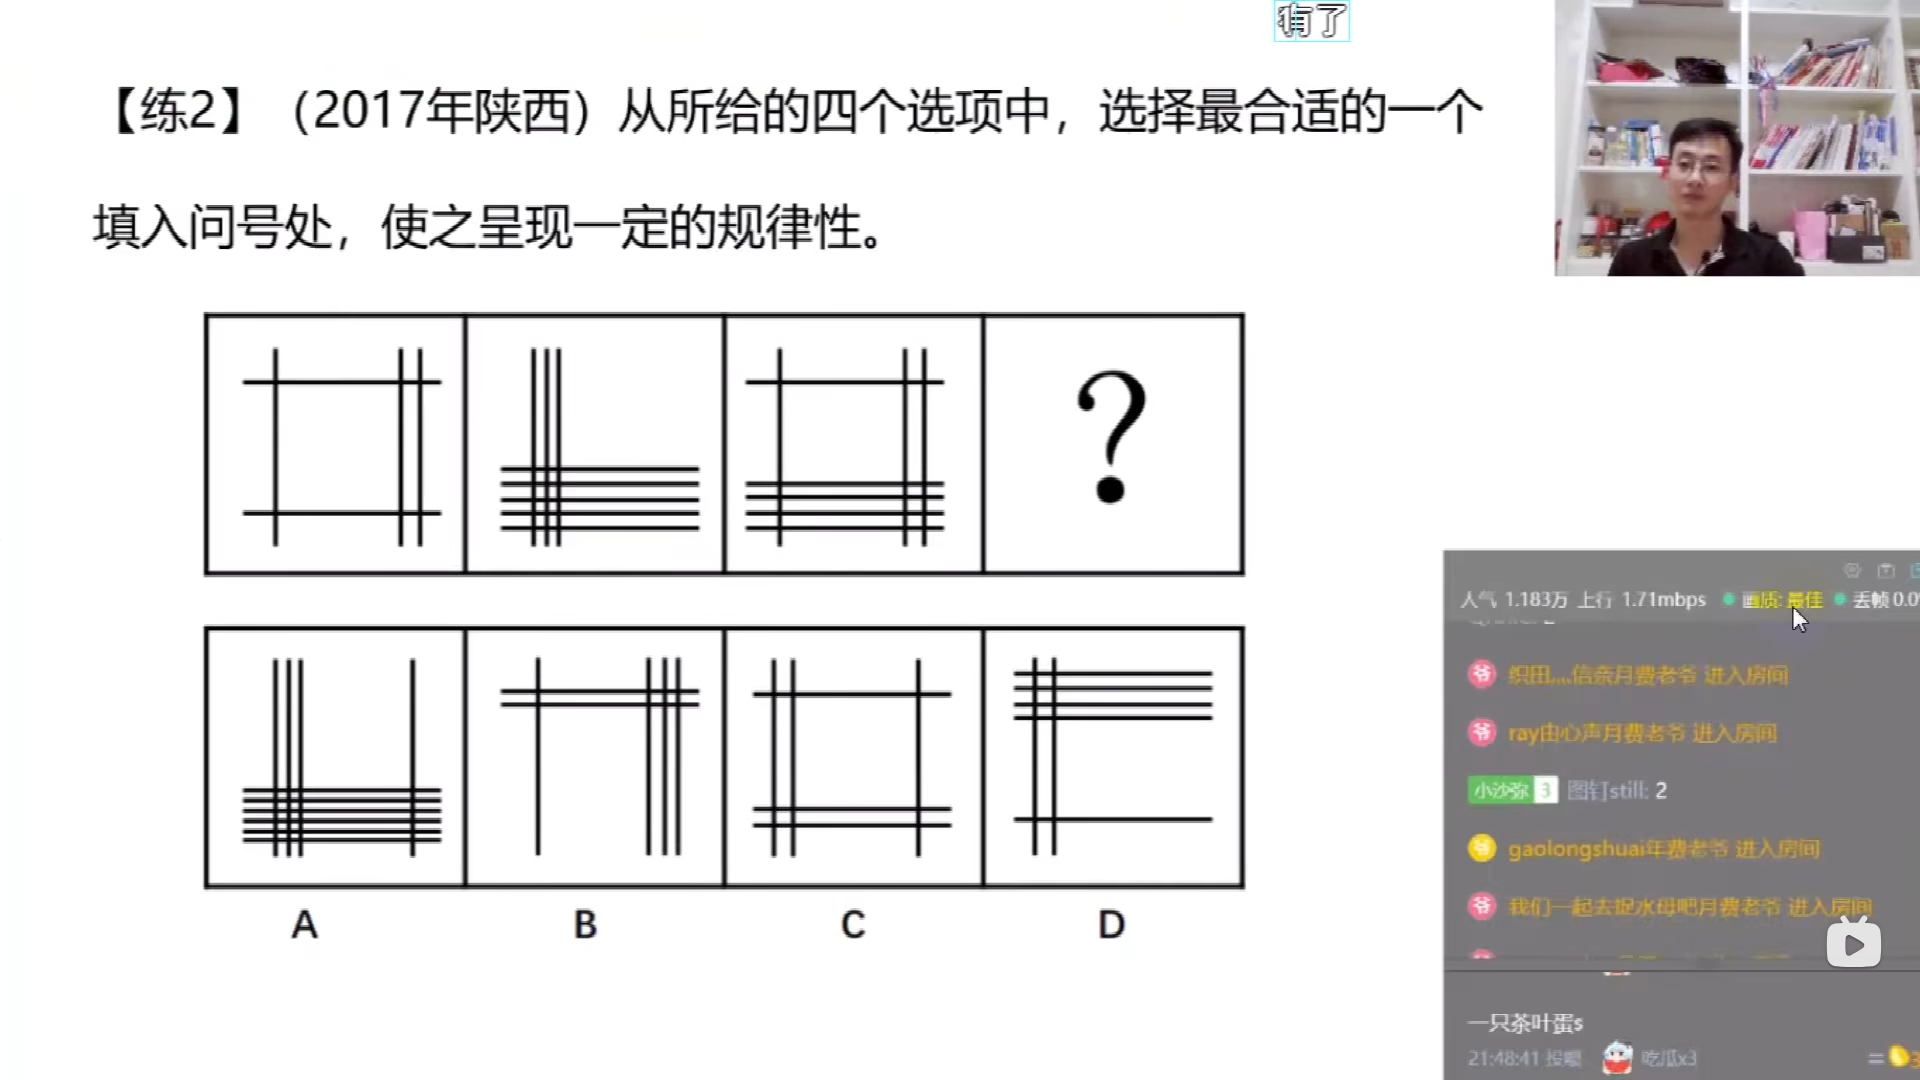 有了
【练2】（2017年陕西）从所给的四个选项中，选择最合适的一个
填入问号处，使之呈现一定的规律性。
?
A B C D
人气 1.183万 上行 1.71mbps 画质: 最佳 丢帧 0.0
爷 织田,,,,信奈月费老爷 进入房间
爷 ray由心声月费老爷 进入房间
小沙弥 3 图钉still: 2
爷 gaolongshuai年费老爷 进入房间
爷 我们一起去捉水母吧月费老爷 进入房间
一只茶叶蛋s
21:48:41 投喂 吃瓜x3